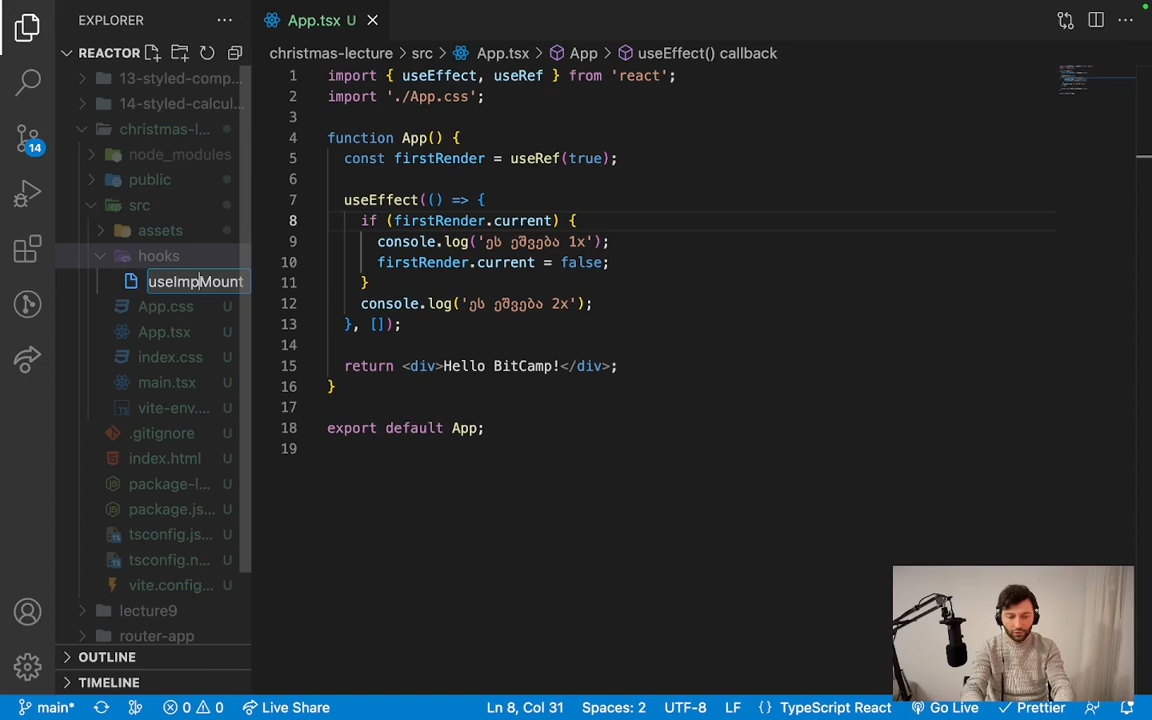 EXPLORER
App.tsx U
REACTOR
christmas-lecture > src > App.tsx > App > useEffect() callback
13-styled-comp...
14-styled-calcul...
christmas-l...
node_modules
public
src
assets
hooks
useImpMount
App.css U
App.tsx U
index.css U
main.tsx U
vite-env.... U
.gitignore U
index.html U
package-l... U
package.js... U
tsconfig.js... U
tsconfig.n... U
vite.config... U
lecture9
router-app
OUTLINE
TIMELINE
14
1 import { useEffect, useRef } from 'react';
2 import './App.css';
3
4 function App() {
5 const firstRender = useRef(true);
6
7 useEffect(() => {
8 if (firstRender.current) {
9 console.log('ეს ეშვება 1x');
10 firstRender.current = false;
11 }
12 console.log('ეს ეშვება 2x');
13 }, []);
14
15 return <div>Hello BitCamp!</div>;
16 }
17
18 export default App;
19
main* 0 0 Live Share Ln 8, Col 31 Spaces: 2 UTF-8 LF {} TypeScript React Go Live Prettier